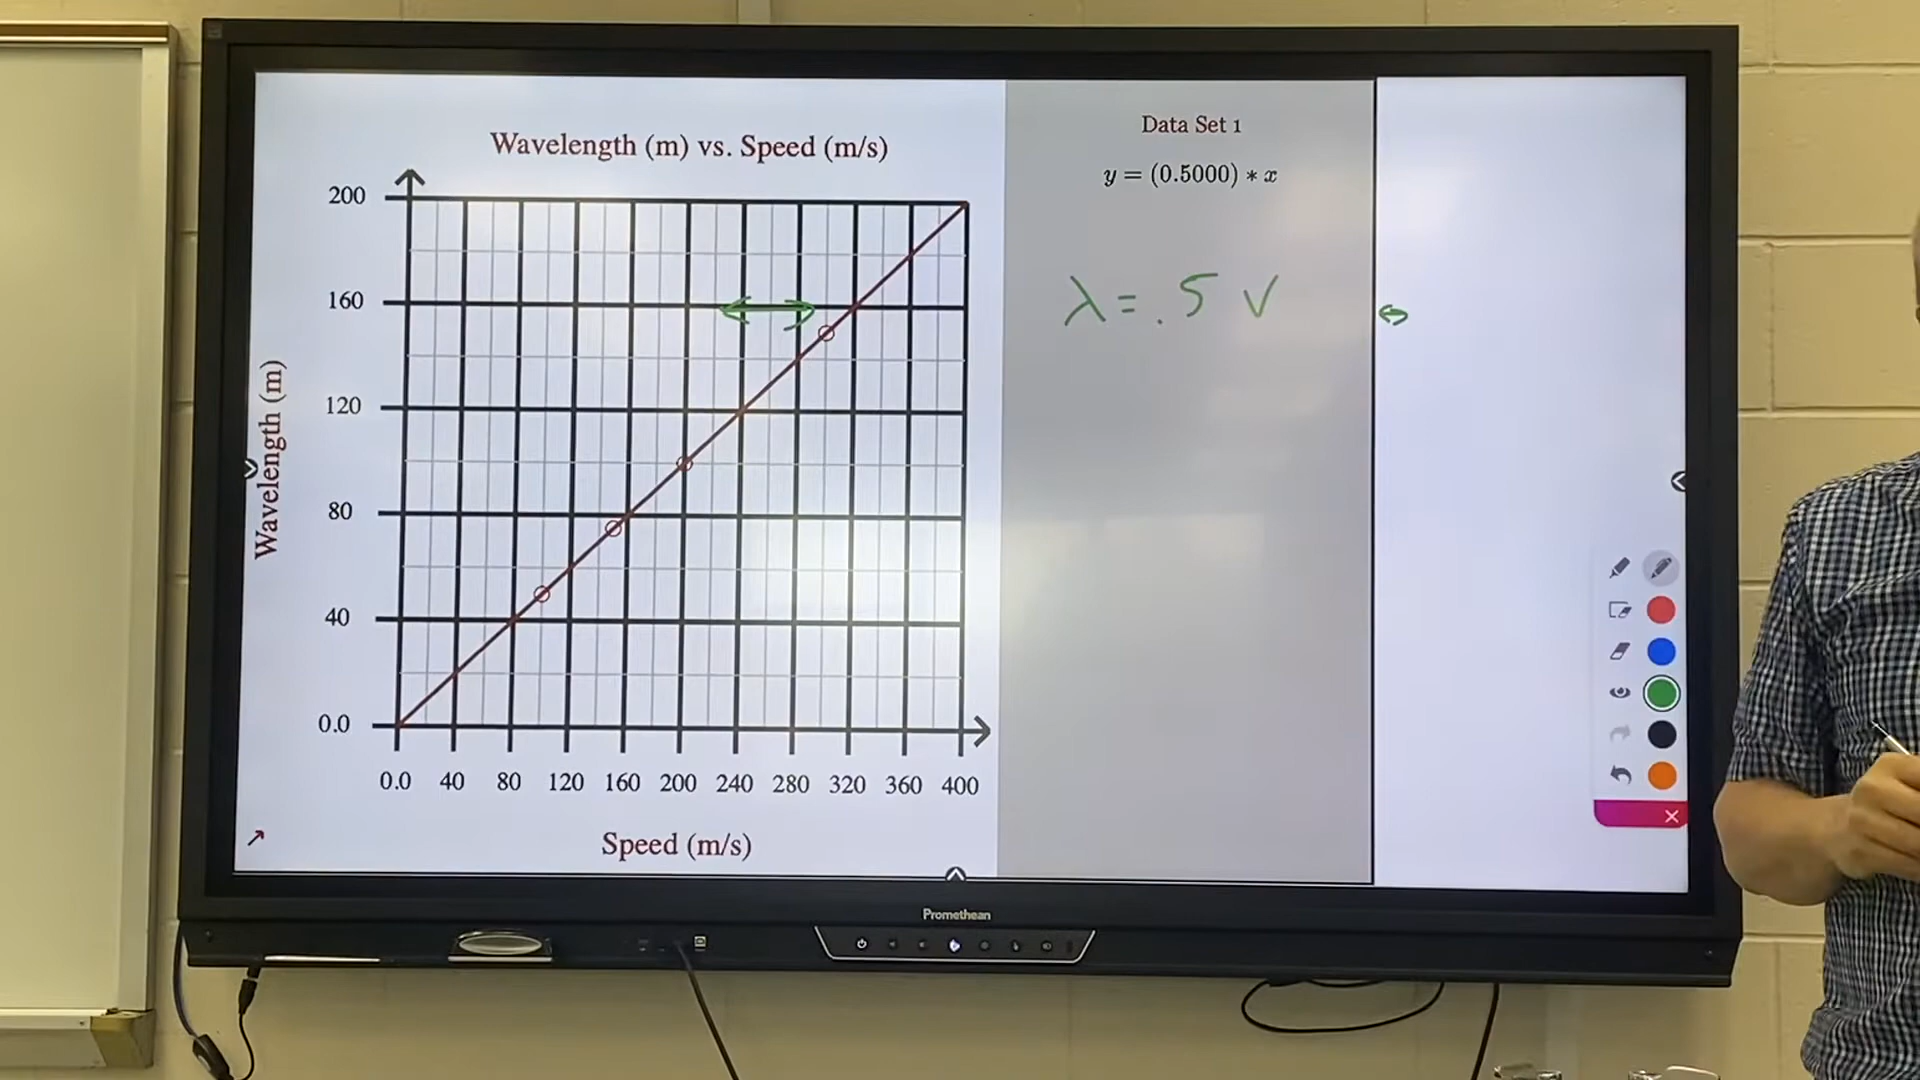 Wavelength (m) vs. Speed (m/s)
200
160
120
80
40
0.0
Wavelength (m)
0.0 40 80 120 160 200 240 280 320 360 400
Speed (m/s)
Data Set 1
y = (0.5000) * x
λ = .5 V
Promethean